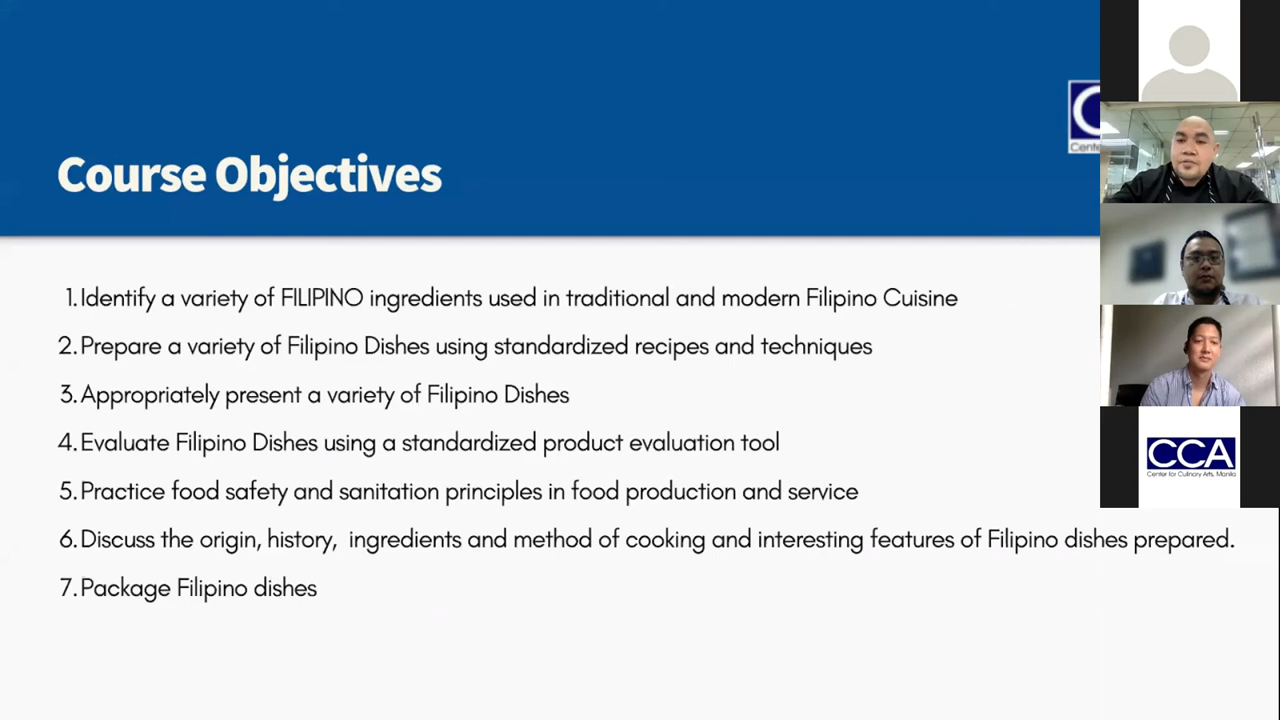 Course Objectives
C
Cente
1. Identify a variety of FILIPINO ingredients used in traditional and modern Filipino Cuisine
2. Prepare a variety of Filipino Dishes using standardized recipes and techniques
3. Appropriately present a variety of Filipino Dishes
4. Evaluate Filipino Dishes using a standardized product evaluation tool
5. Practice food safety and sanitation principles in food production and service
6. Discuss the origin, history,  ingredients and method of cooking and interesting features of Filipino dishes prepared.
7. Package Filipino dishes
CCA
Center for Culinary Arts, Manila